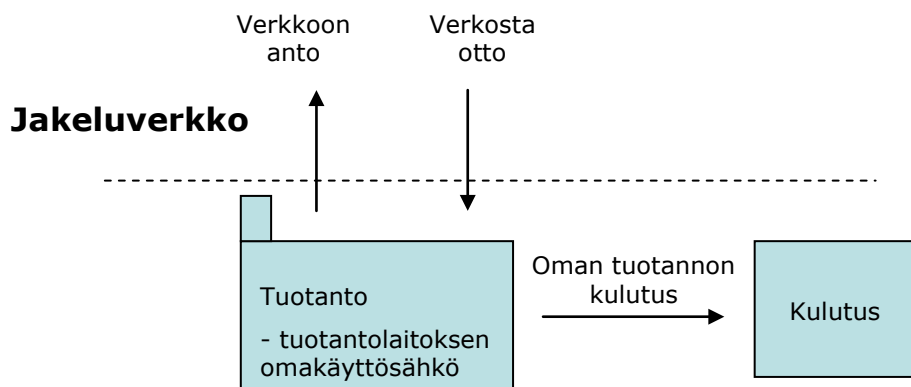 Verkkoon
anto
Verkosta
otto
Jakeluverkko
Tuotanto
- tuotantolaitoksen
omakäyttösähkö
Oman tuotannon
kulutus
Kulutus